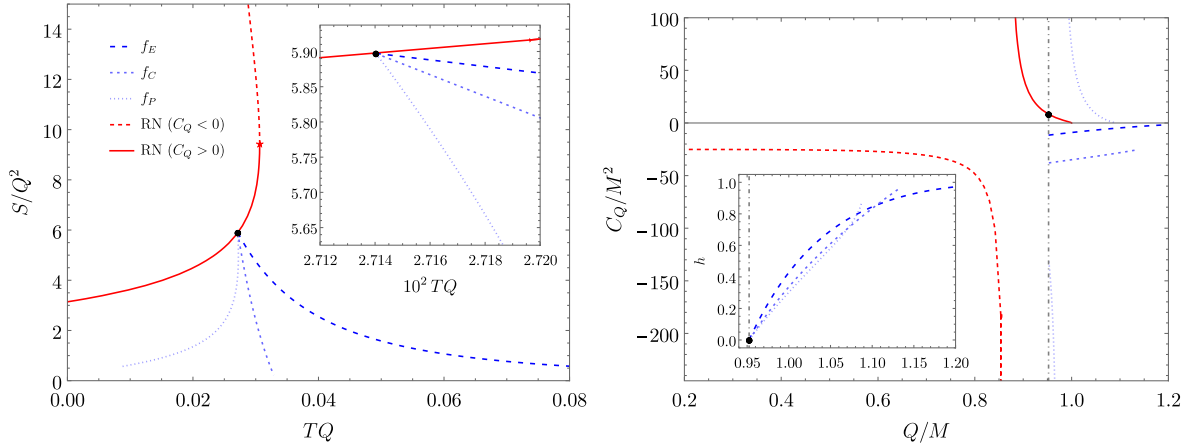 S/Q²
14
12
10
8
6
4
2
0
0.00 0.02 0.04 0.06 0.08
TQ
f_E
f_C
f_P
RN (C_Q < 0)
RN (C_Q > 0)
5.90
5.85
5.80
5.75
5.70
5.65
2.712 2.714 2.716 2.718 2.720
10² TQ
C_Q/M²
100
50
0
−50
−100
−150
−200
0.2 0.4 0.6 0.8 1.0 1.2
Q/M
h
1.0
0.8
0.6
0.4
0.2
0.0
0.95 1.00 1.05 1.10 1.15 1.20